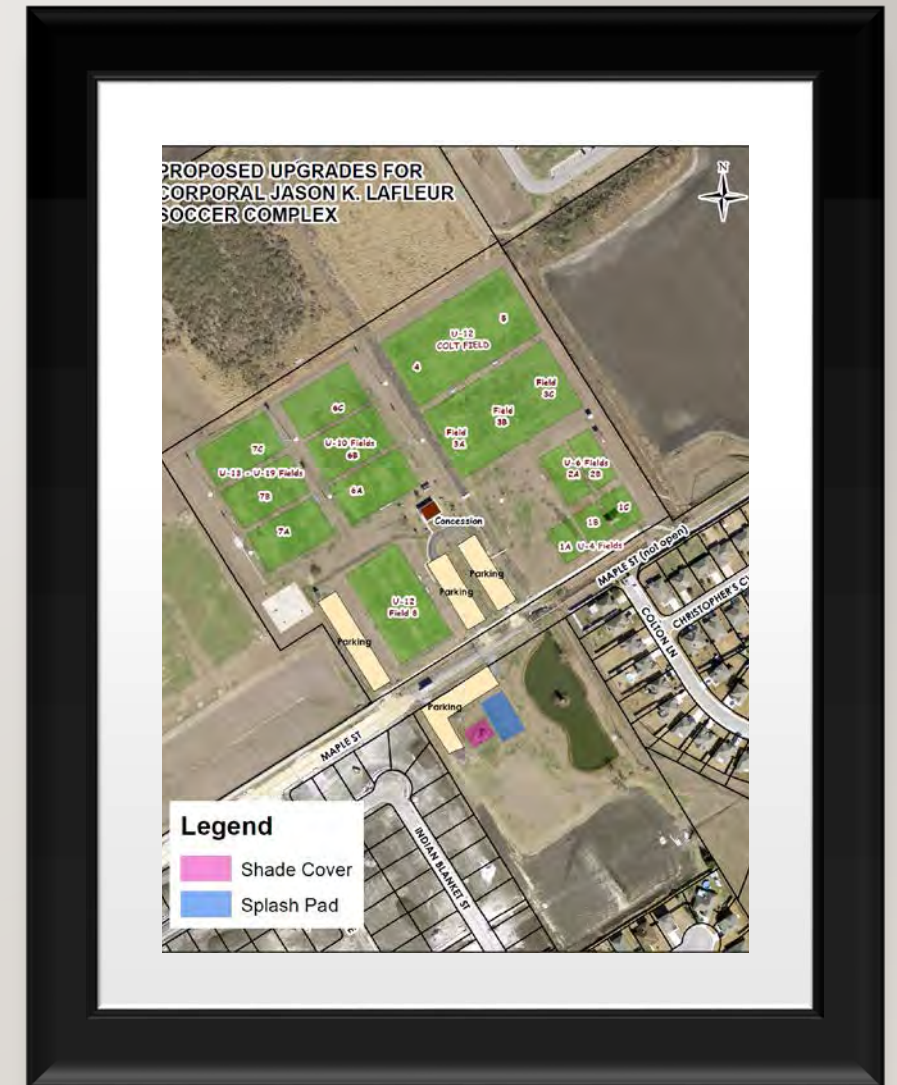 PROPOSED UPGRADES FOR
CORPORAL JASON K. LAFLEUR
SOCCER COMPLEX
N
U-12
COLT FIELD
5
4
Field
3C
Field
3B
Field
3A
6C
U-10 Fields
6B
6A
7C
U-13 - U-19 Fields
7B
7A
U-6 Fields
2A 2B
1C
1B
1A U-4 Fields
Concession
Parking
Parking
U-12
Field 8
Parking
Parking
MAPLE ST (not open)
COLTON LN
CHRISTOPHER'S
MAPLE ST
INDIAN BLANKET ST
Legend
Shade Cover
Splash Pad